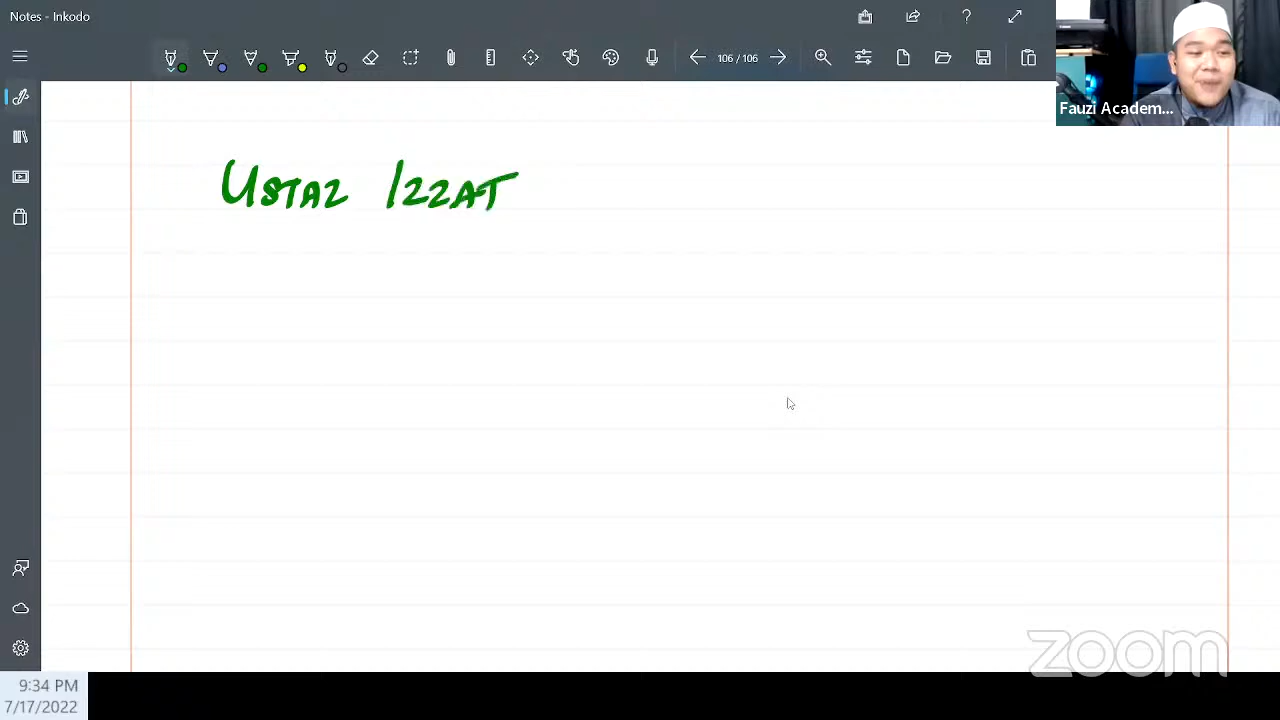 Notes - Inkodo
106 / 106
Fauzi Academ...
USTAZ IZZAT
zoom
9:34 PM
7/17/2022